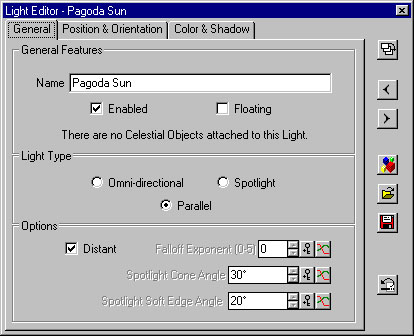 Light Editor - Pagoda Sun
General Position & Orientation Color & Shadow
General Features
Name Pagoda Sun
Enabled Floating
There are no Celestial Objects attached to this Light.
Light Type
Omni-directional Spotlight
Parallel
Options
Distant Falloff Exponent (0-5) 0
Spotlight Cone Angle 30°
Spotlight Soft Edge Angle 20°